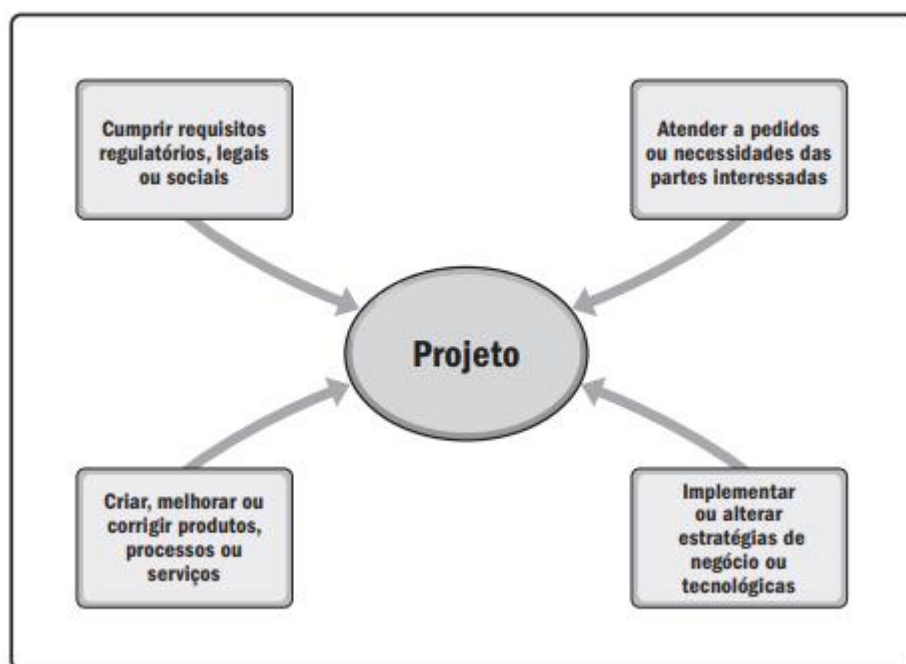 Cumprir requisitos
regulatórios, legais
ou sociais
Atender a pedidos
ou necessidades das
partes interessadas
Projeto
Criar, melhorar ou
corrigir produtos,
processos ou
serviços
Implementar
ou alterar
estratégias de
negócio ou
tecnológicas